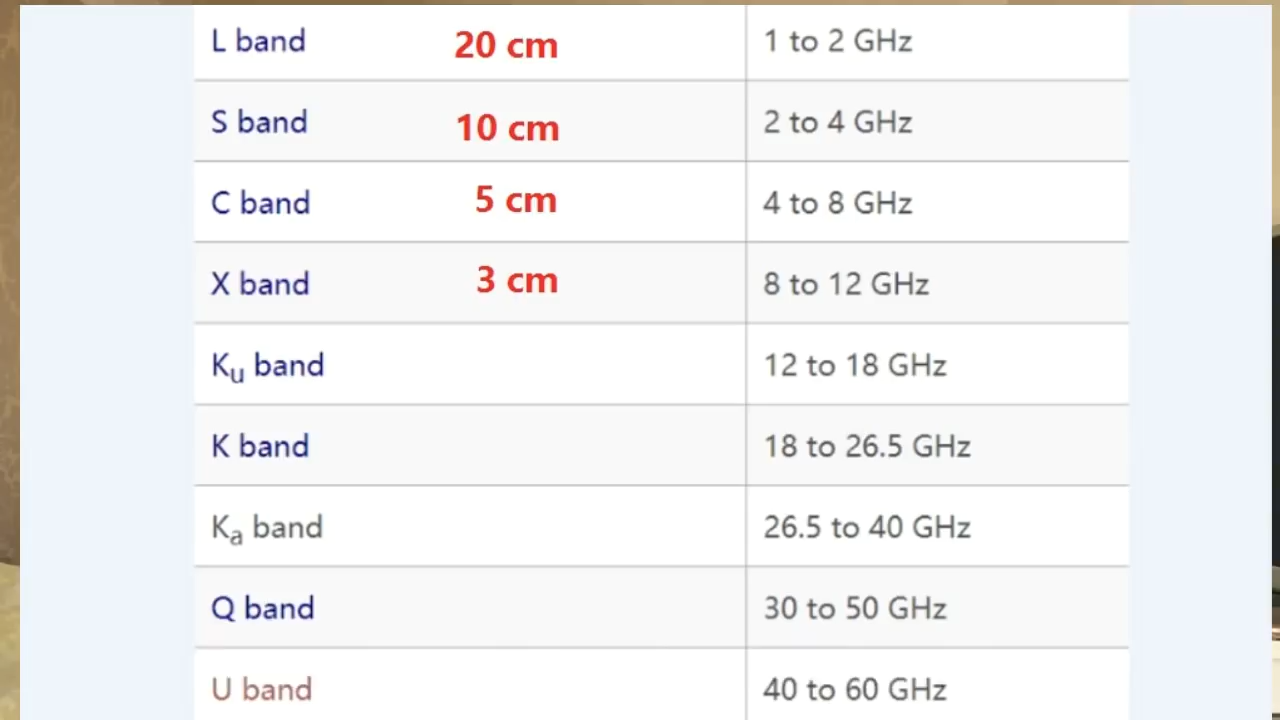 L band 20 cm 1 to 2 GHz
S band 10 cm 2 to 4 GHz
C band 5 cm 4 to 8 GHz
X band 3 cm 8 to 12 GHz
Ku band 12 to 18 GHz
K band 18 to 26.5 GHz
Ka band 26.5 to 40 GHz
Q band 30 to 50 GHz
U band 40 to 60 GHz